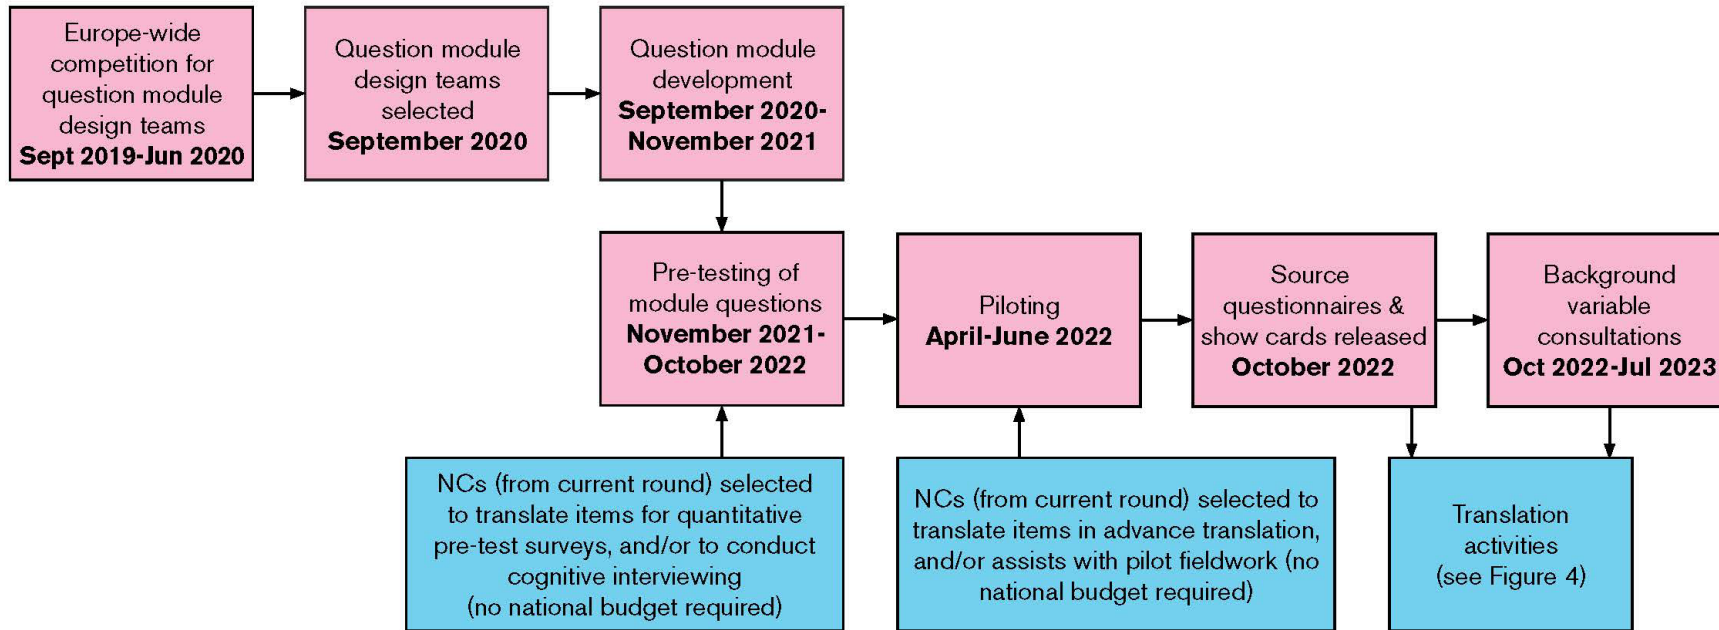 Europe-wide
competition for
question module
design teams
Sept 2019-Jun 2020
Question module
design teams
selected
September 2020
Question module
development
September 2020-
November 2021
Pre-testing of
module questions
November 2021-
October 2022
Piloting
April-June 2022
Source
questionnaires &
show cards released
October 2022
Background
variable
consultations
Oct 2022-Jul 2023
NCs (from current round) selected
to translate items for quantitative
pre-test surveys, and/or to conduct
cognitive interviewing
(no national budget required)
NCs (from current round) selected to
translate items in advance translation,
and/or assists with pilot fieldwork (no
national budget required)
Translation
activities
(see Figure 4)